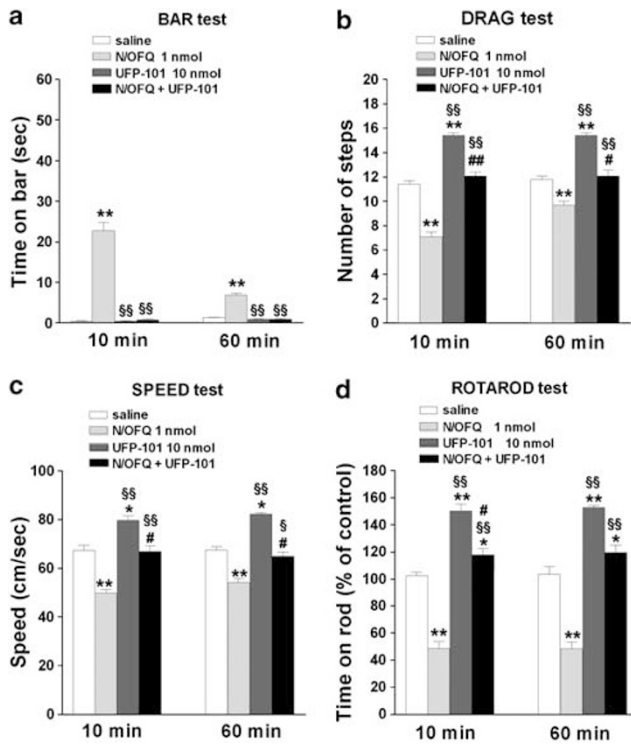 a
BAR test
saline
N/OFQ 1 nmol
UFP-101 10 nmol
N/OFQ + UFP-101
Time on bar (sec)
60
50
40
30
20
10
0
**
§§ §§
**
§§ §§
10 min 60 min
b
DRAG test
saline
N/OFQ 1 nmol
UFP-101 10 nmol
N/OFQ + UFP-101
Number of steps
20
18
16
14
12
10
8
6
4
2
0
**
§§
**
§§
##
**
§§
**
§§
#
10 min 60 min
c
SPEED test
saline
N/OFQ 1 nmol
UFP-101 10 nmol
N/OFQ + UFP-101
Speed (cm/sec)
100
80
60
40
20
0
**
§§
*
§§
#
**
§§
*
§
#
10 min 60 min
d
ROTAROD test
saline
N/OFQ 1 nmol
UFP-101 10 nmol
N/OFQ + UFP-101
Time on rod (% of control)
180
160
140
120
100
80
60
40
20
0
**
§§
**
#
§§
*
**
§§
**
§§
*
10 min 60 min